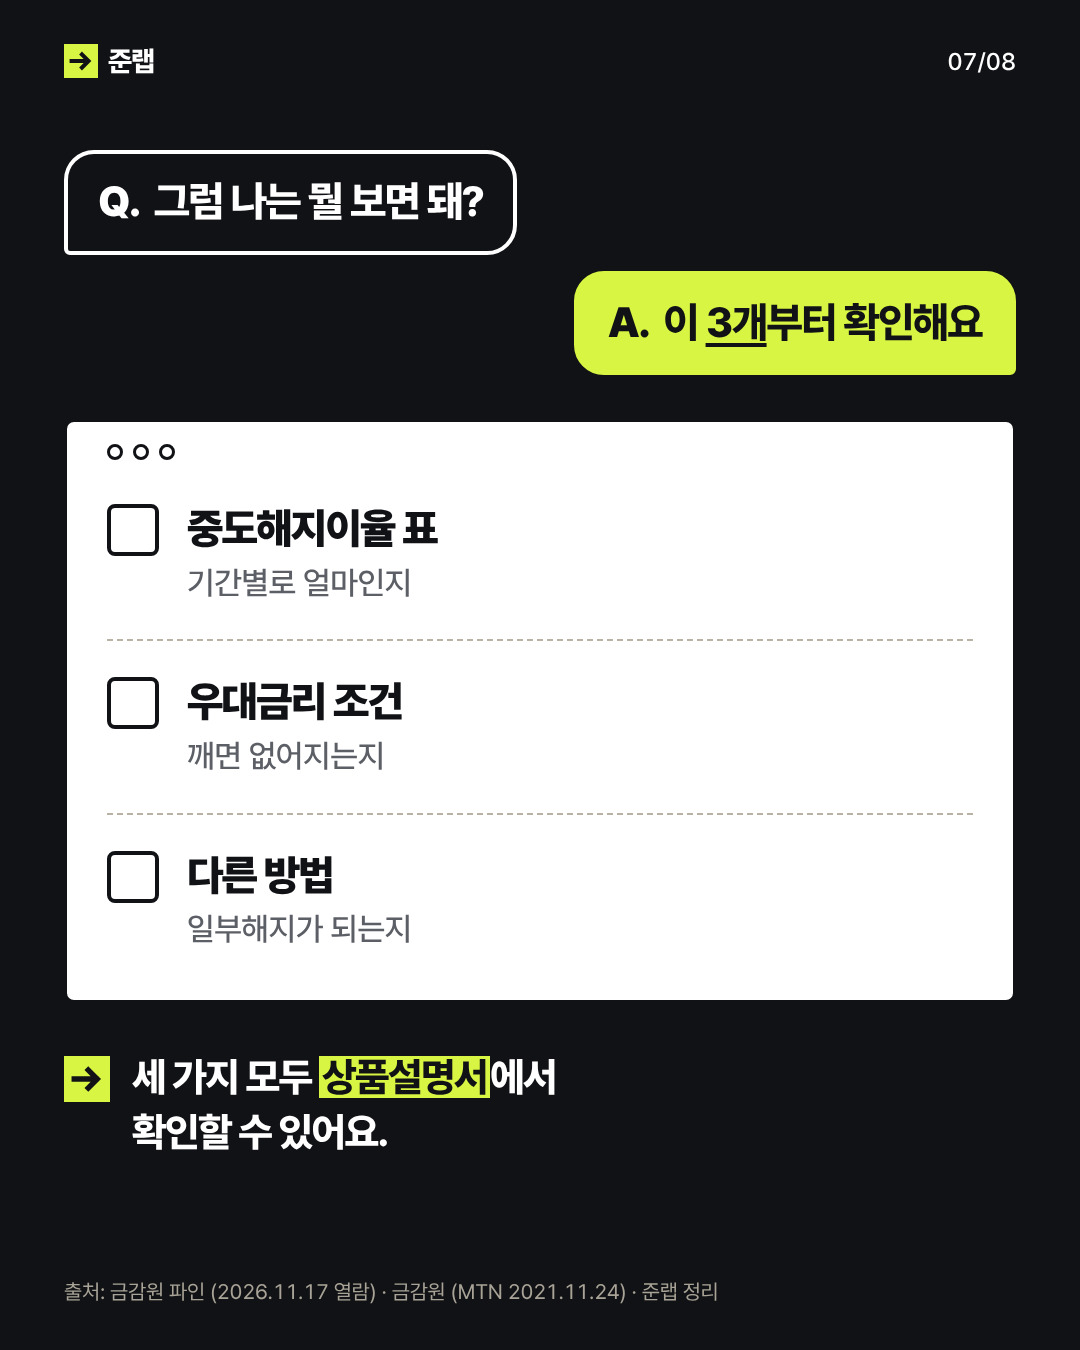 준랩
07/08
Q. 그럼 나는 뭘 보면 돼?
A. 이 3개부터 확인해요
중도해지이율 표
기간별로 얼마인지
우대금리 조건
깨면 없어지는지
다른 방법
일부해지가 되는지
세 가지 모두 상품설명서에서
확인할 수 있어요.
출처: 금감원 파인 (2026.11.17 열람) · 금감원 (MTN 2021.11.24) · 준랩 정리